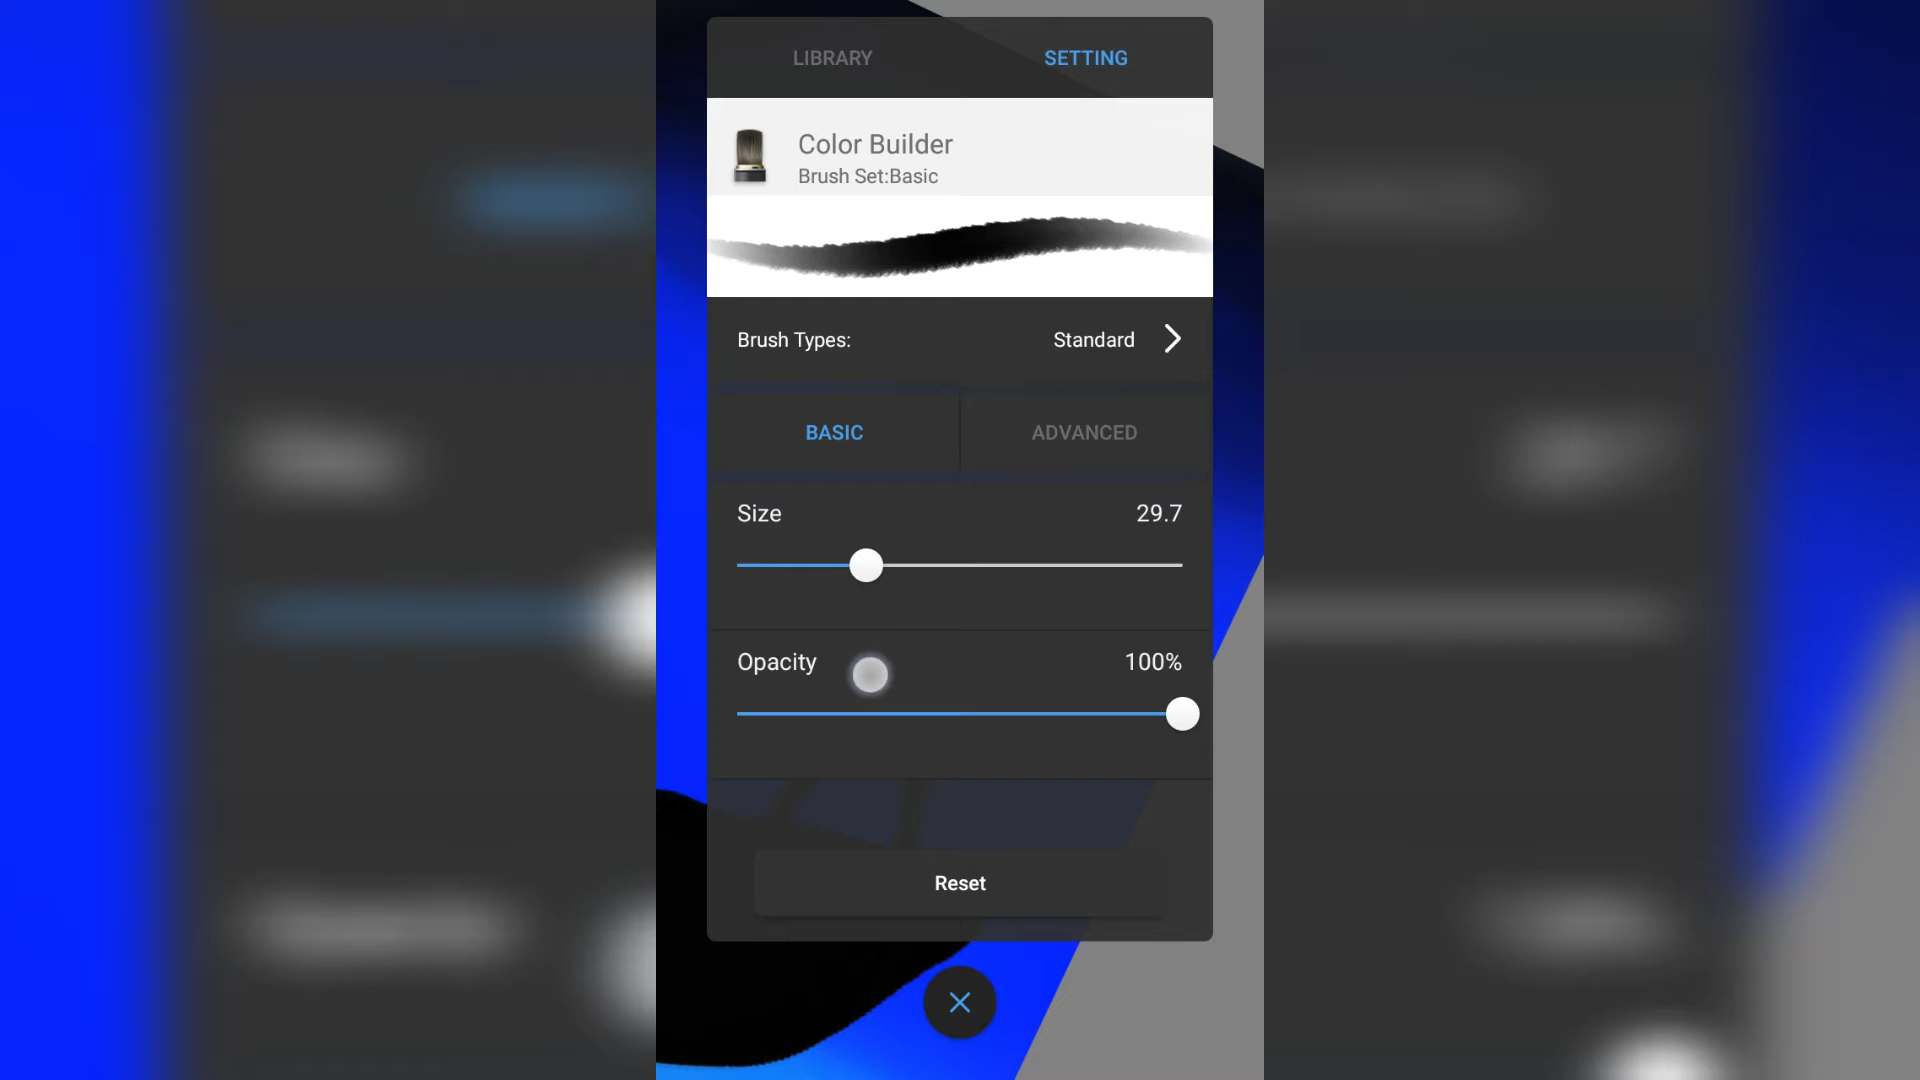 LIBRARY SETTING
Color Builder
Brush Set:Basic
Brush Types: Standard
BASIC ADVANCED
Size 29.7
Opacity 100%
Reset